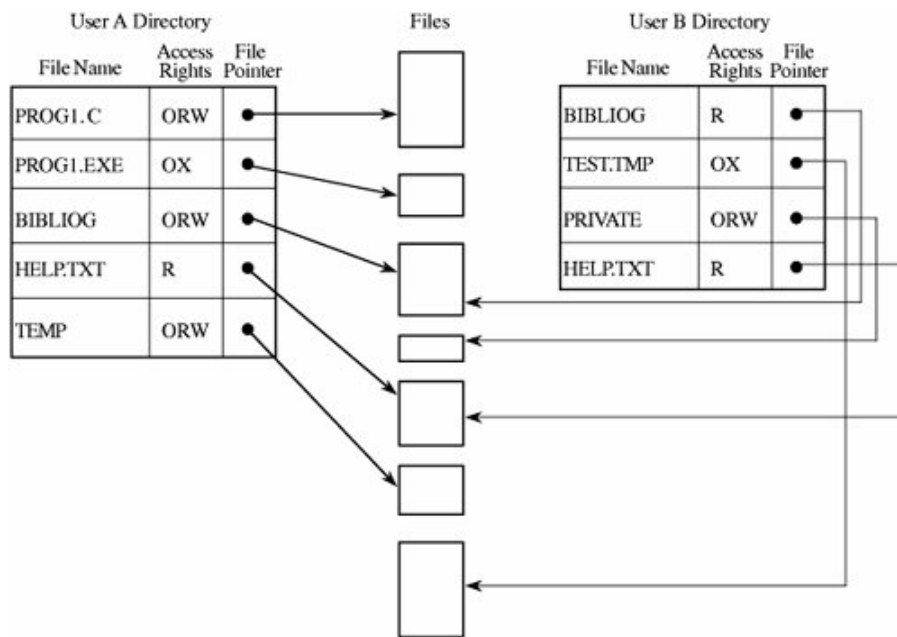 User A Directory
File Name Access Rights File Pointer
PROG1.C ORW
PROG1.EXE OX
BIBLIOG ORW
HELP.TXT R
TEMP ORW
Files
User B Directory
File Name Access Rights File Pointer
BIBLIOG R
TEST.TMP OX
PRIVATE ORW
HELP.TXT R